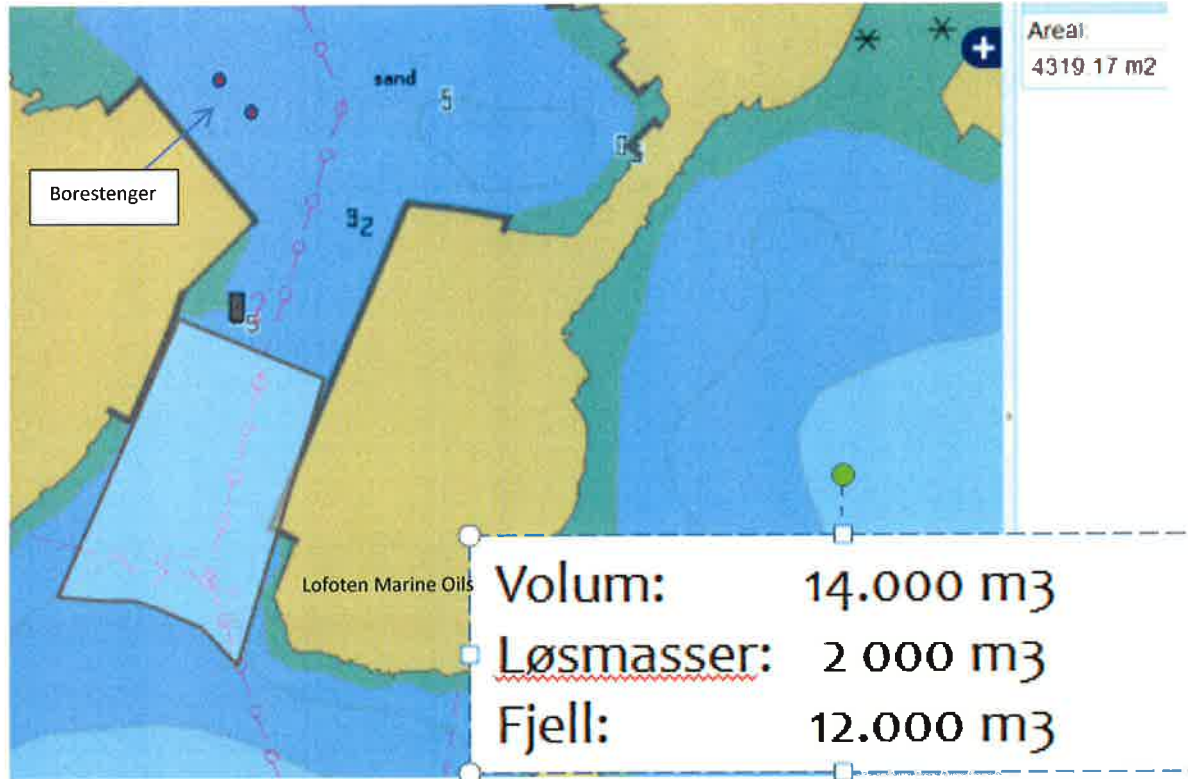 Areal:
4319.17 m2
sand
5
Borestenger
9₂
5
Lofoten Marine Oils
Volum: 14.000 m3
Løsmasser: 2 000 m3
Fjell: 12.000 m3